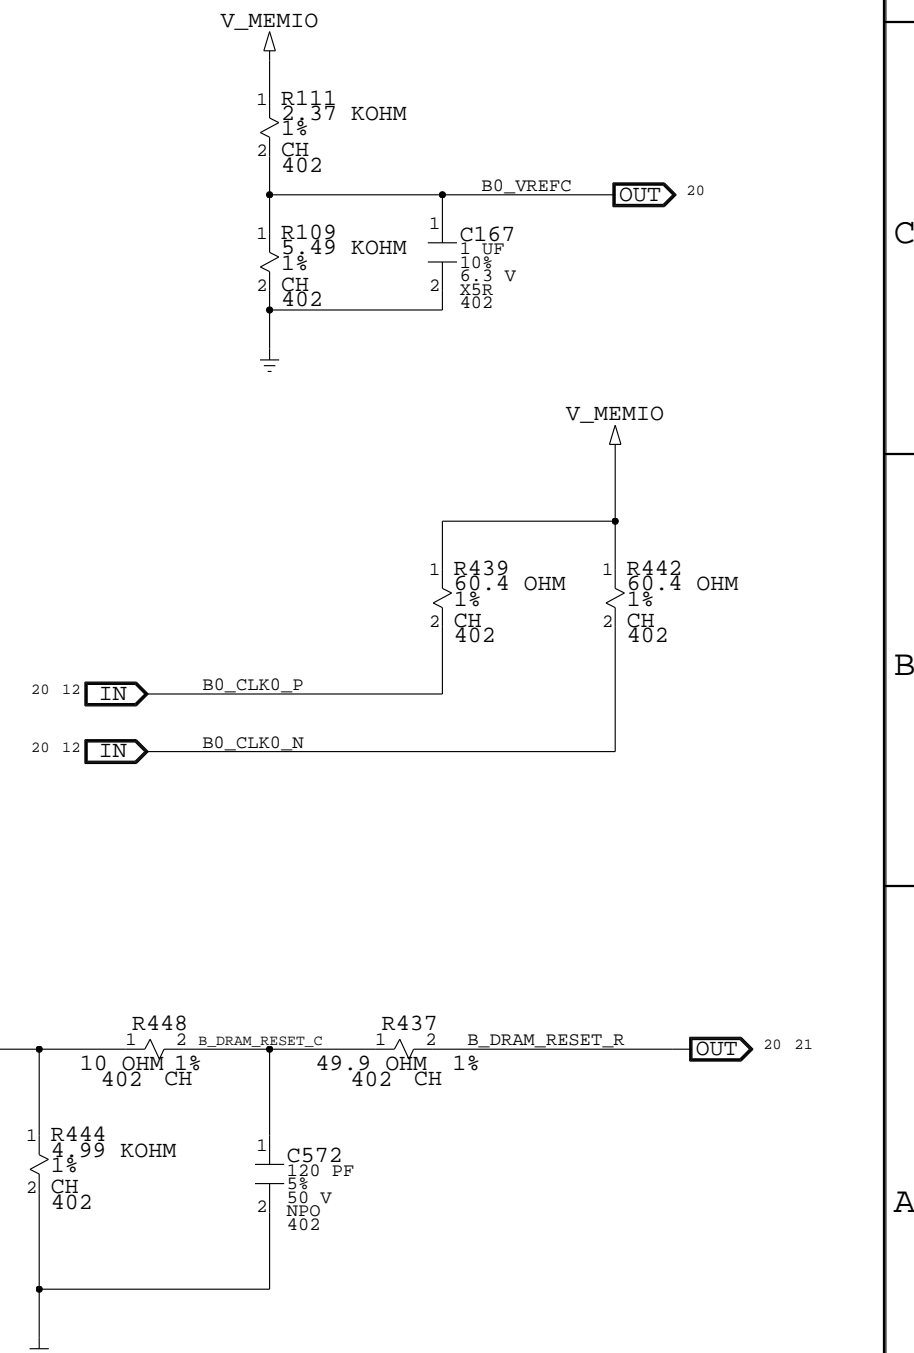 V_MEMIO
1 R111
2.37 KOHM
1%
2 CH
402
B0_VREFC OUT 20
1 R109
5.49 KOHM
1%
2 CH
402
1 C167
1 UF
10%
6.3 V
2 X5R
402
C
V_MEMIO
1 R439
60.4 OHM
1%
2 CH
402
1 R442
60.4 OHM
1%
2 CH
402
B
20 12 IN B0_CLK0_P
20 12 IN B0_CLK0_N
R448
1 2
10 OHM 1%
402 CH
B_DRAM_RESET_C
R437
1 2
49.9 OHM 1%
402 CH
B_DRAM_RESET_R OUT 20 21
1 R444
4.99 KOHM
1%
2 CH
402
1 C572
120 PF
5%
50 V
2 NPO
402
A